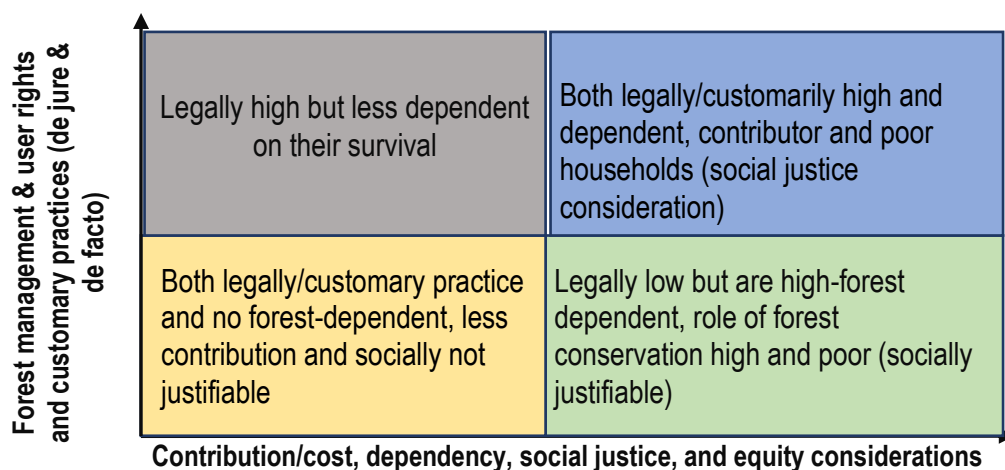 Forest management & user rights
and customary practices (de jure &
de facto)
Legally high but less dependent
on their survival
Both legally/customarily high and
dependent, contributor and poor
households (social justice
consideration)
Both legally/customary practice
and no forest-dependent, less
contribution and socially not
justifiable
Legally low but are high-forest
dependent, role of forest
conservation high and poor (socially
justifiable)
Contribution/cost, dependency, social justice, and equity considerations